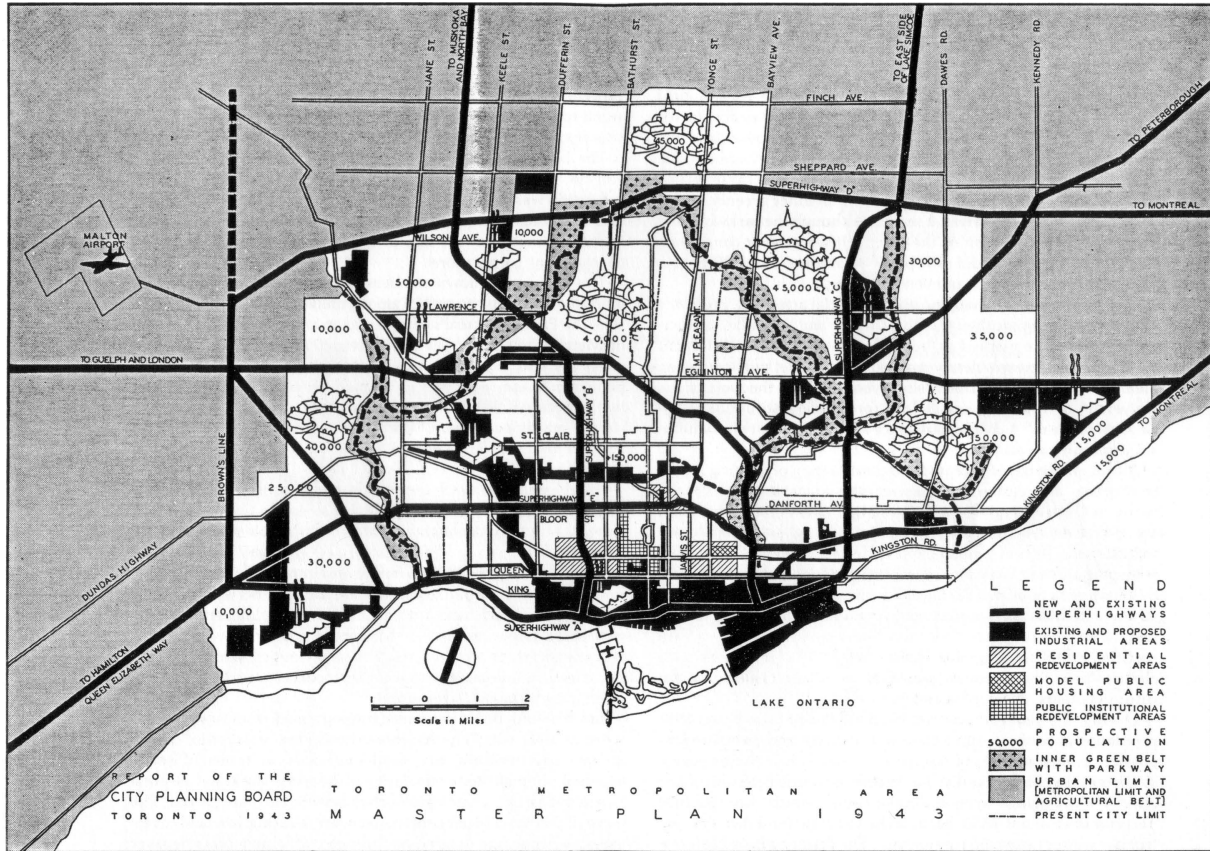 JANE ST.
TO MUSKOKA
AND NORTH BAY
KEELE ST.
DUFFERIN ST.
BATHURST ST.
YONGE ST.
BAYVIEW AVE.
TO EAST SIDE
OF LAKE SIMCOE
DAWES RD.
KENNEDY RD.
FINCH AVE.
45,000
SHEPPARD AVE.
TO PETERBOROUGH
SUPERHIGHWAY "D"
TO MONTREAL
MALTON
AIRPORT
WILSON AVE.
10,000
30,000
50,000
45,000
SUPERHIGHWAY "C"
LAWRENCE
10,000
40,000
MT. PLEASANT
35,000
TO GUELPH AND LONDON
EGLINTON AVE.
BROWN'S LINE
SUPERHIGHWAY "B"
TO MONTREAL
40,000
ST. CLAIR
+150,000
50,000
15,000
KINGSTON RD.
15,000
25,000
SUPERHIGHWAY "E"
DANFORTH AV.
BLOOR ST.
JARVIS ST.
KINGSTON RD.
DUNDAS HIGHWAY
30,000
QUEEN
KING
10,000
SUPERHIGHWAY "A"
TO HAMILTON
QUEEN ELIZABETH WAY
1 0 1 2
Scale in Miles
LAKE ONTARIO
LEGEND
NEW AND EXISTING
SUPERHIGHWAYS
EXISTING AND PROPOSED
INDUSTRIAL AREAS
RESIDENTIAL
REDEVELOPMENT AREAS
MODEL PUBLIC
HOUSING AREA
PUBLIC INSTITUTIONAL
REDEVELOPMENT AREAS
50,000 PROSPECTIVE
POPULATION
INNER GREEN BELT
WITH PARKWAY
URBAN LIMIT
[METROPOLITAN LIMIT AND
AGRICULTURAL BELT]
PRESENT CITY LIMIT
REPORT OF THE
CITY PLANNING BOARD
TORONTO 1943
TORONTO METROPOLITAN AREA
MASTER PLAN 1943